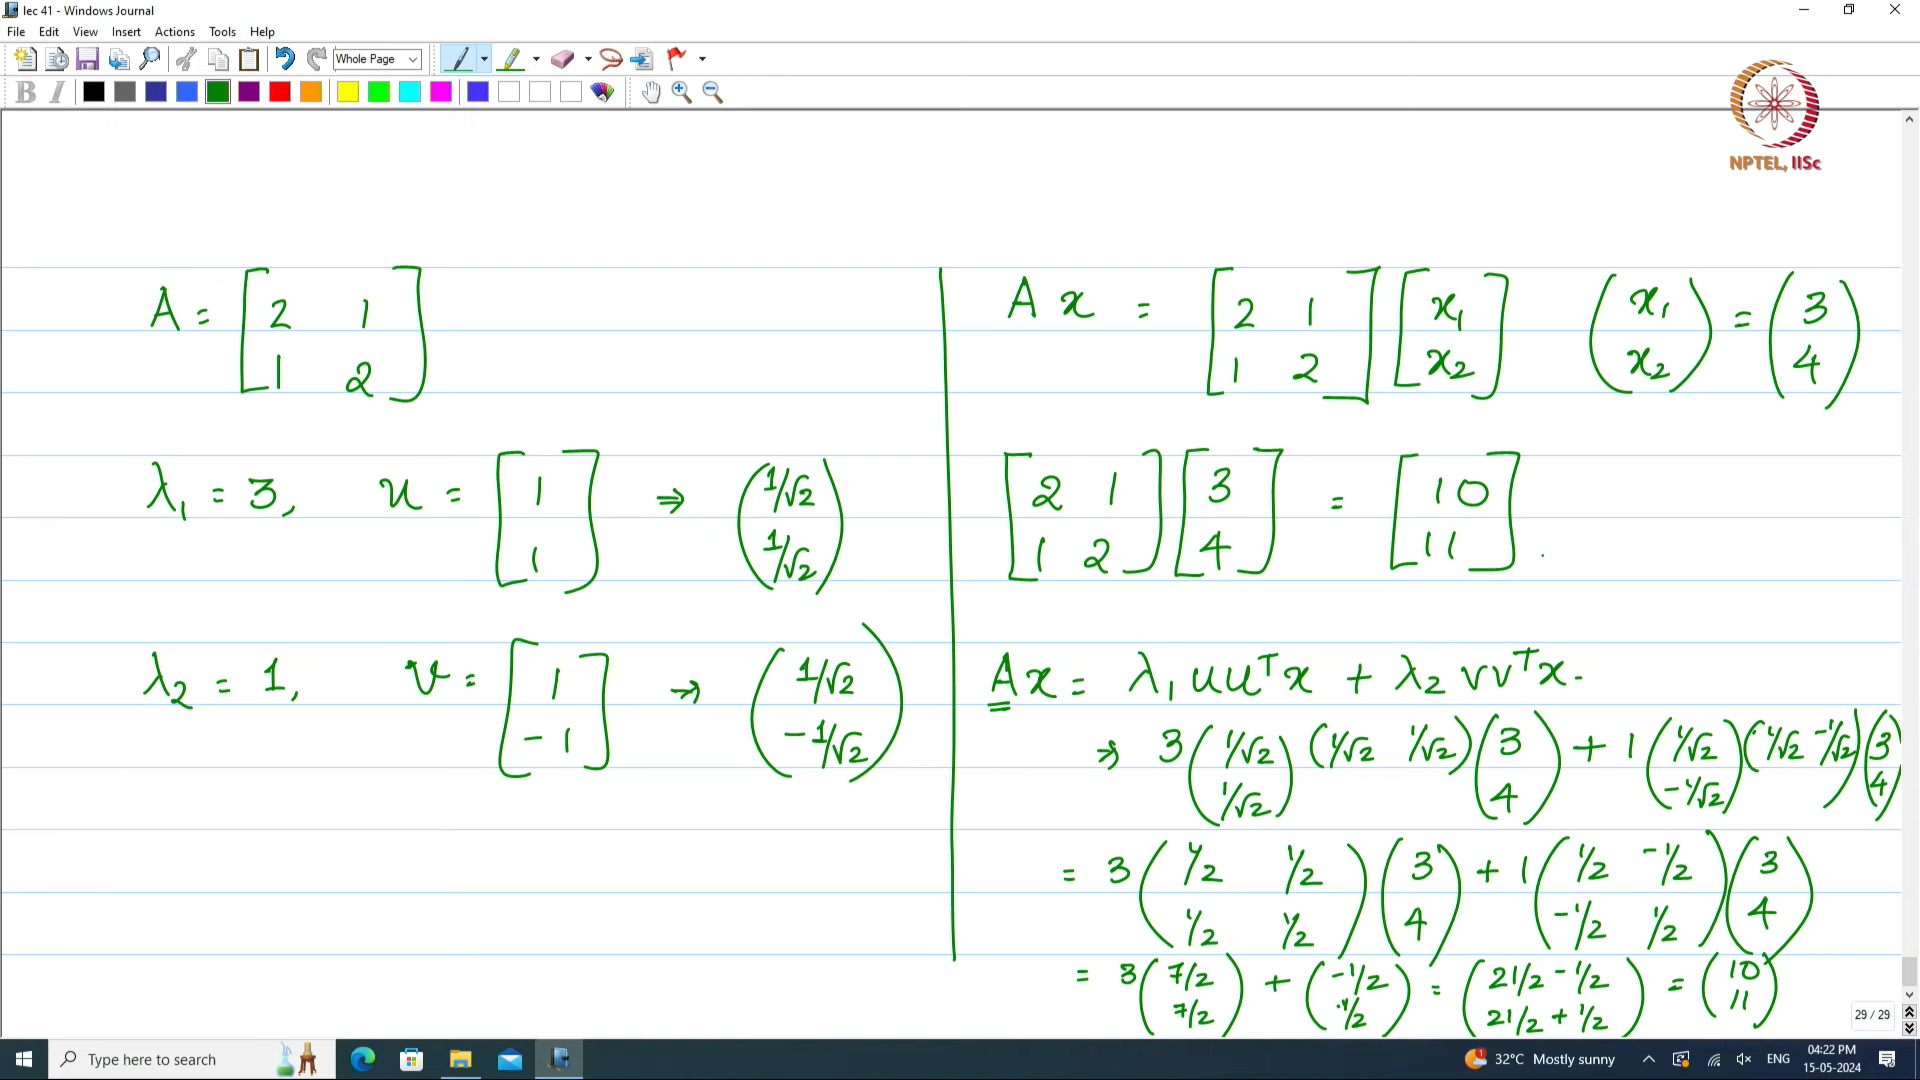 lec 41 - Windows Journal
File Edit View Insert Actions Tools Help
Whole Page
B I
NPTEL, IISc
A = [2 1; 1 2]
λ₁ = 3, u = [1; 1] ⇒ (1/√2; 1/√2)
λ₂ = 1, v = [1; -1] ⇒ (1/√2; -1/√2)
A x = [2 1; 1 2] [x₁; x₂] (x₁; x₂) = (3; 4)
[2 1; 1 2] [3; 4] = [10; 11].
Ax = λ₁ u uᵀ x + λ₂ v vᵀ x.
⇒ 3 (1/√2; 1/√2) (1/√2 1/√2) (3; 4) + 1 (1/√2; -1/√2) (1/√2 -1/√2) (3; 4)
= 3 (1/2 1/2; 1/2 1/2) (3; 4) + 1 (1/2 -1/2; -1/2 1/2) (3; 4)
= 3 (7/2; 7/2) + (-1/2; 1/2) = (21/2 - 1/2; 21/2 + 1/2) = (10; 11)
29 / 29
Type here to search
1
32°C Mostly sunny
ENG
04:22 PM
15-05-2024